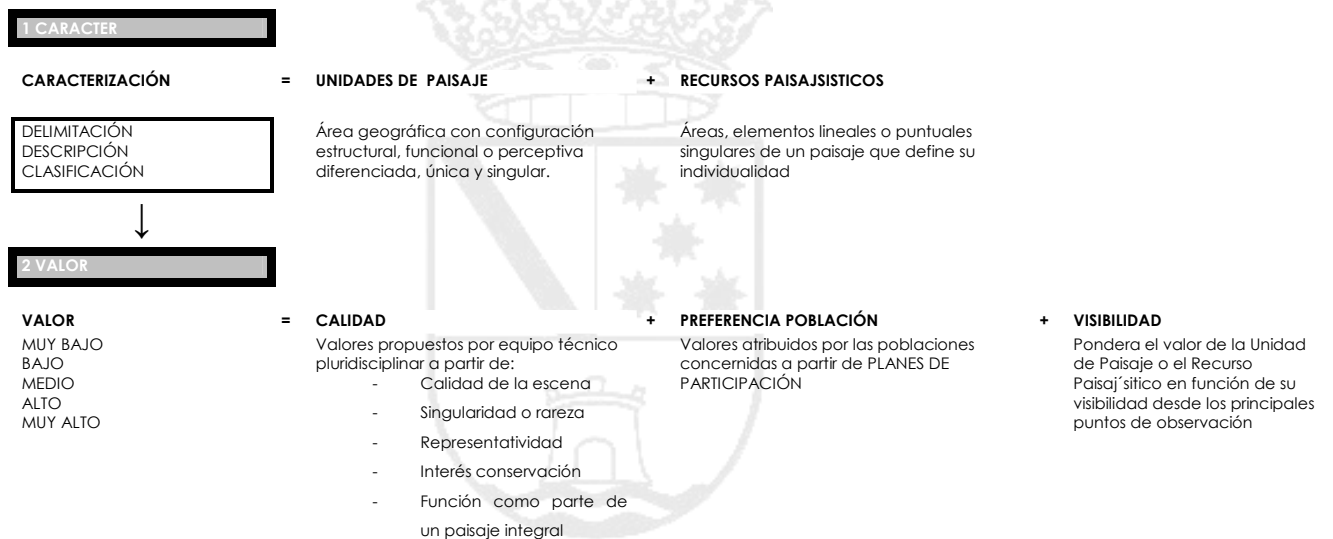 1 CARACTER
CARACTERIZACIÓN = UNIDADES DE PAISAJE + RECURSOS PAISAJSISTICOS
DELIMITACIÓN
DESCRIPCIÓN
CLASIFICACIÓN
Área geográfica con configuración
estructural, funcional o perceptiva
diferenciada, única y singular.
Áreas, elementos lineales o puntuales
singulares de un paisaje que define su
individualidad
↓
2 VALOR
VALOR = CALIDAD + PREFERENCIA POBLACIÓN + VISIBILIDAD
MUY BAJO
BAJO
MEDIO
ALTO
MUY ALTO
Valores propuestos por equipo técnico
pluridisciplinar a partir de:
- Calidad de la escena
- Singularidad o rareza
- Representatividad
- Interés conservación
- Función como parte de
un paisaje integral
Valores atribuidos por las poblaciones
concernidas a partir de PLANES DE
PARTICIPACIÓN
Pondera el valor de la Unidad
de Paisaje o el Recurso
Paisaj´sitico en función de su
visibilidad desde los principales
puntos de observación